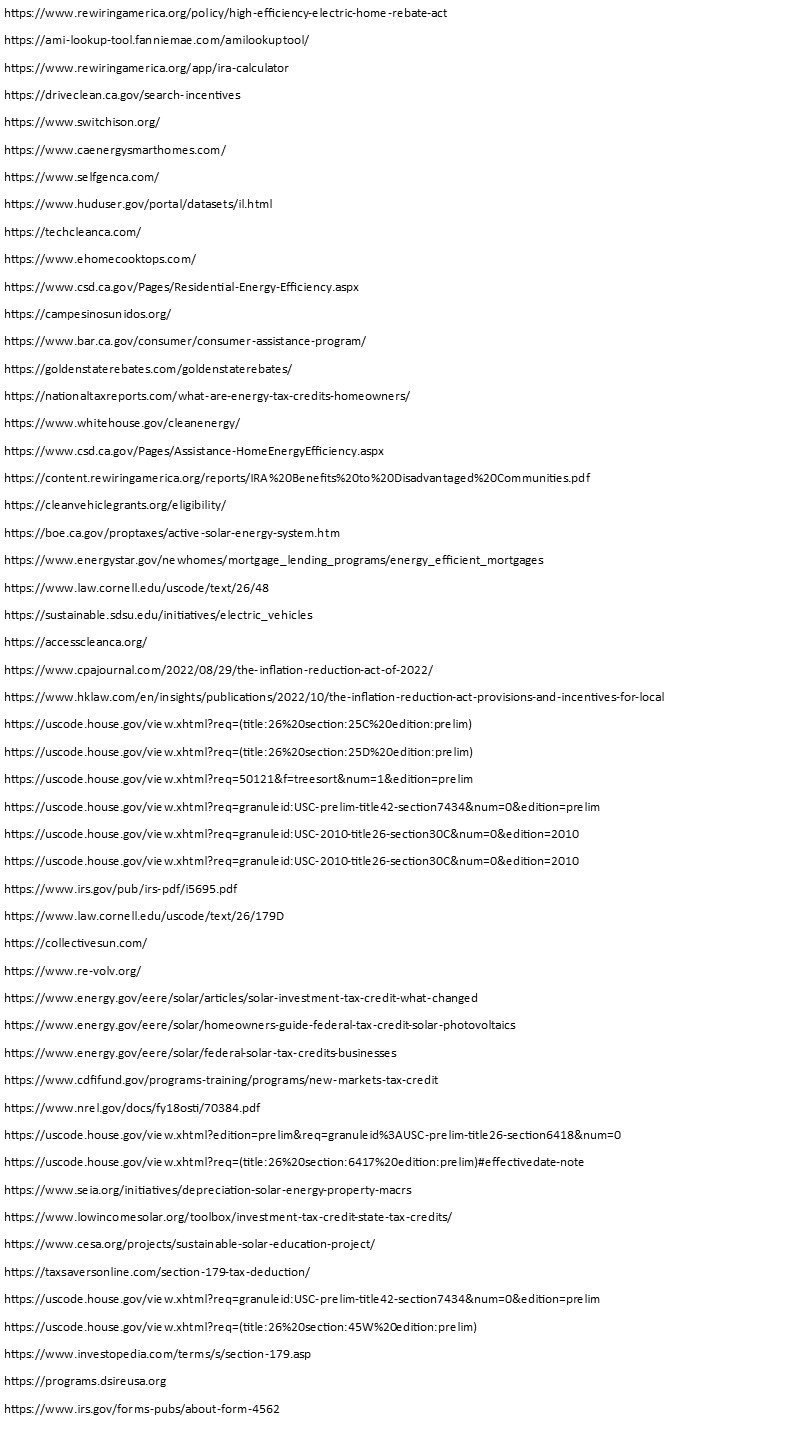 https://www.rewiringamerica.org/policy/high-efficiency-electric-home-rebate-act
https://ami-lookup-tool.fanniemae.com/amilookuptool/
https://www.rewiringamerica.org/app/ira-calculator
https://driveclean.ca.gov/search-incentives
https://www.switchison.org/
https://www.caenergysmarthomes.com/
https://www.selfgenca.com/
https://www.huduser.gov/portal/datasets/il.html
https://techcleanca.com/
https://www.ehomecooktops.com/
https://www.csd.ca.gov/Pages/Residential-Energy-Efficiency.aspx
https://campesinosunidos.org/
https://www.bar.ca.gov/consumer/consumer-assistance-program/
https://goldenstaterebates.com/goldenstaterebates/
https://nationaltaxreports.com/what-are-energy-tax-credits-homeowners/
https://www.whitehouse.gov/cleanenergy/
https://www.csd.ca.gov/Pages/Assistance-HomeEnergyEfficiency.aspx
https://content.rewiringamerica.org/reports/IRA%20Benefits%20to%20Disadvantaged%20Communities.pdf
https://cleanvehiclegrants.org/eligibility/
https://boe.ca.gov/proptaxes/active-solar-energy-system.htm
https://www.energystar.gov/newhomes/mortgage_lending_programs/energy_efficient_mortgages
https://www.law.cornell.edu/uscode/text/26/48
https://sustainable.sdsu.edu/initiatives/electric_vehicles
https://accesscleanca.org/
https://www.cpajournal.com/2022/08/29/the-inflation-reduction-act-of-2022/
https://www.hklaw.com/en/insights/publications/2022/10/the-inflation-reduction-act-provisions-and-incentives-for-local
https://uscode.house.gov/view.xhtml?req=(title:26%20section:25C%20edition:prelim)
https://uscode.house.gov/view.xhtml?req=(title:26%20section:25D%20edition:prelim)
https://uscode.house.gov/view.xhtml?req=50121&f=treesort&num=1&edition=prelim
https://uscode.house.gov/view.xhtml?req=granuleid:USC-prelim-title42-section7434&num=0&edition=prelim
https://uscode.house.gov/view.xhtml?req=granuleid:USC-2010-title26-section30C&num=0&edition=2010
https://uscode.house.gov/view.xhtml?req=granuleid:USC-2010-title26-section30C&num=0&edition=2010
https://www.irs.gov/pub/irs-pdf/i5695.pdf
https://www.law.cornell.edu/uscode/text/26/179D
https://collectivesun.com/
https://www.re-volv.org/
https://www.energy.gov/eere/solar/articles/solar-investment-tax-credit-what-changed
https://www.energy.gov/eere/solar/homeowners-guide-federal-tax-credit-solar-photovoltaics
https://www.energy.gov/eere/solar/federal-solar-tax-credits-businesses
https://www.cdfifund.gov/programs-training/programs/new-markets-tax-credit
https://www.nrel.gov/docs/fy18osti/70384.pdf
https://uscode.house.gov/view.xhtml?edition=prelim&req=granuleid%3AUSC-prelim-title26-section6418&num=0
https://uscode.house.gov/view.xhtml?req=(title:26%20section:6417%20edition:prelim)#effectivedate-note
https://www.seia.org/initiatives/depreciation-solar-energy-property-macrs
https://www.lowincomesolar.org/toolbox/investment-tax-credit-state-tax-credits/
https://www.cesa.org/projects/sustainable-solar-education-project/
https://taxsaversonline.com/section-179-tax-deduction/
https://uscode.house.gov/view.xhtml?req=granuleid:USC-prelim-title42-section7434&num=0&edition=prelim
https://uscode.house.gov/view.xhtml?req=(title:26%20section:45W%20edition:prelim)
https://www.investopedia.com/terms/s/section-179.asp
https://programs.dsireusa.org
https://www.irs.gov/forms-pubs/about-form-4562